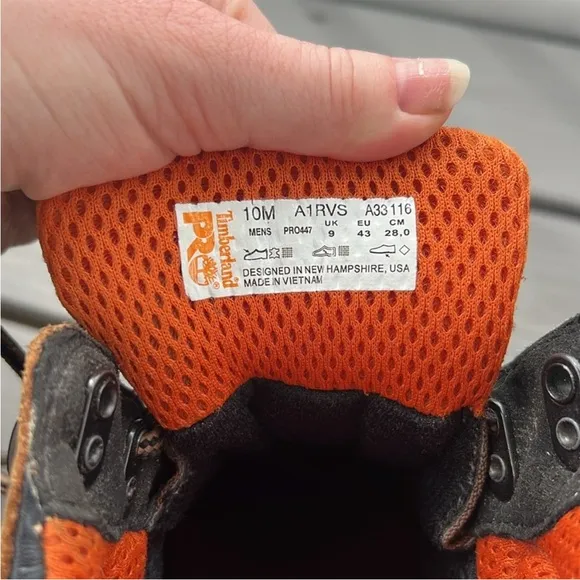 10M A1RVS A33 116
MENS PRO447 UK 9 EU 43 CM 28,0
DESIGNED IN NEW HAMPSHIRE, USA
MADE IN VIETNAM
Timberland ®
PRO